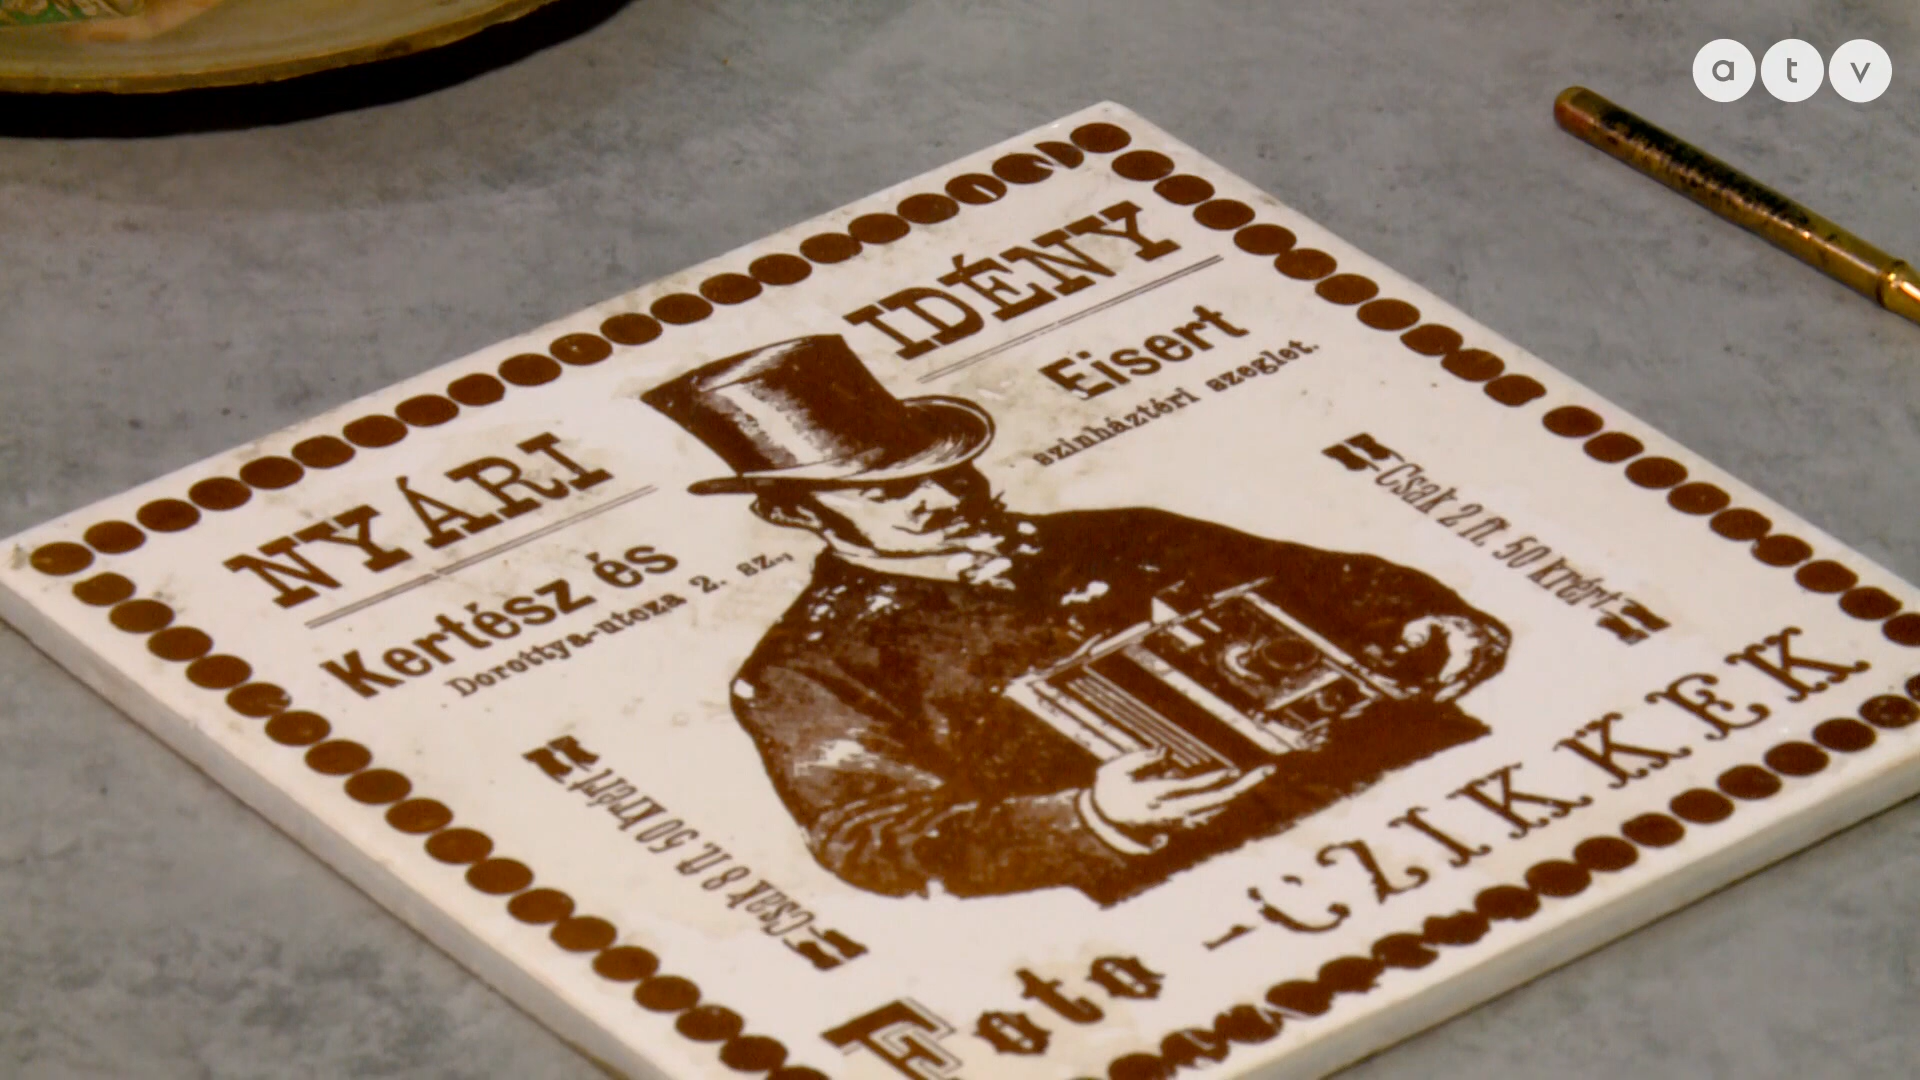 a t v
NYÁRI IDÉNY
Kertész és Eisert
Dorottya-utcza 2. sz., szinháztéri szeglet.
"Csak 8 ft. 50 krért"
"Csak 2 ft. 50 krért"
Foto-CZIKKEK